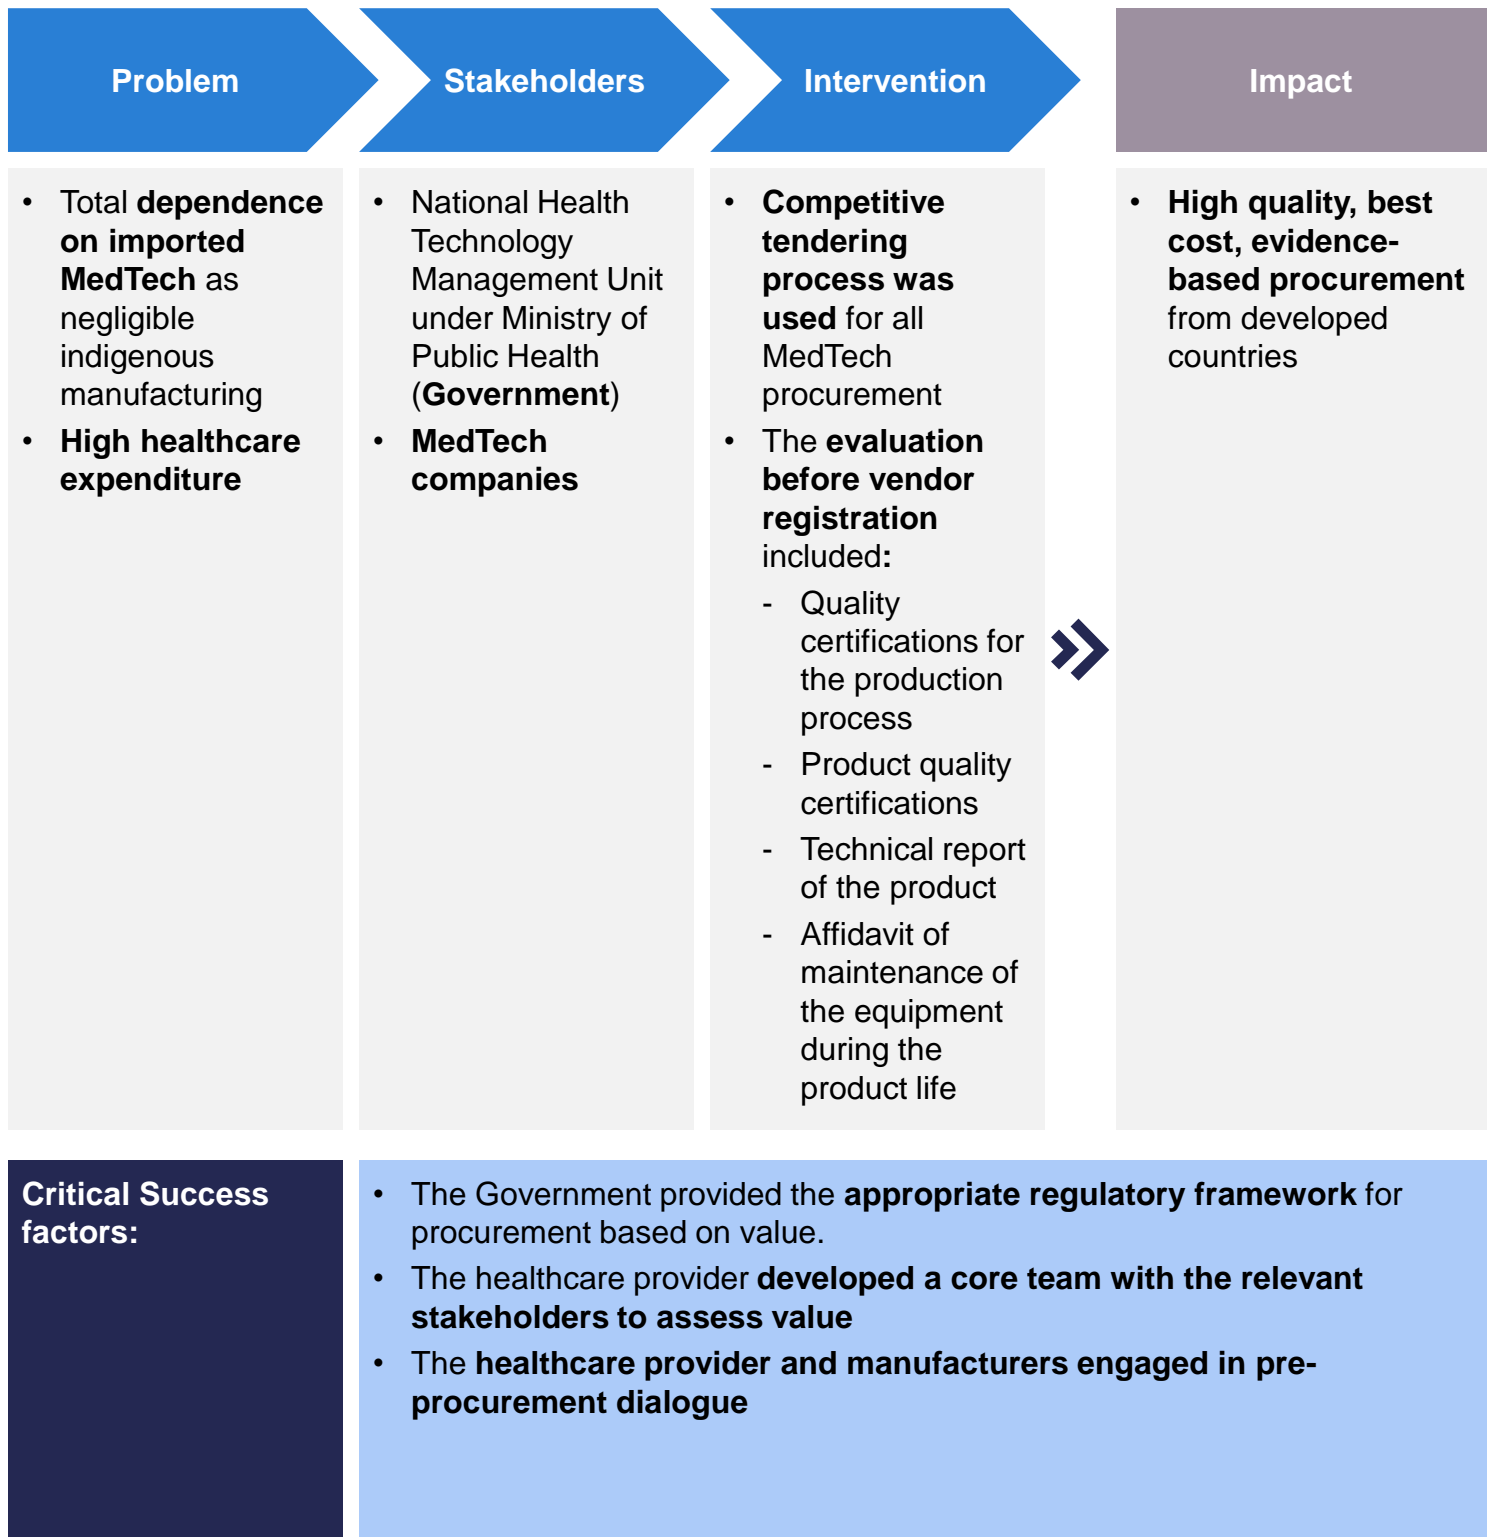 Problem
Stakeholders
Intervention
Impact
• Total dependence
on imported
MedTech as
negligible
indigenous
manufacturing
• High healthcare
expenditure
• National Health
Technology
Management Unit
under Ministry of
Public Health
(Government)
• MedTech
companies
• Competitive
tendering
process was
used for all
MedTech
procurement
• The evaluation
before vendor
registration
included:
- Quality
certifications for
the production
process
- Product quality
certifications
- Technical report
of the product
- Affidavit of
maintenance of
the equipment
during the
product life
• High quality, best
cost, evidence-
based procurement
from developed
countries
Critical Success
factors:
• The Government provided the appropriate regulatory framework for
procurement based on value.
• The healthcare provider developed a core team with the relevant
stakeholders to assess value
• The healthcare provider and manufacturers engaged in pre-
procurement dialogue